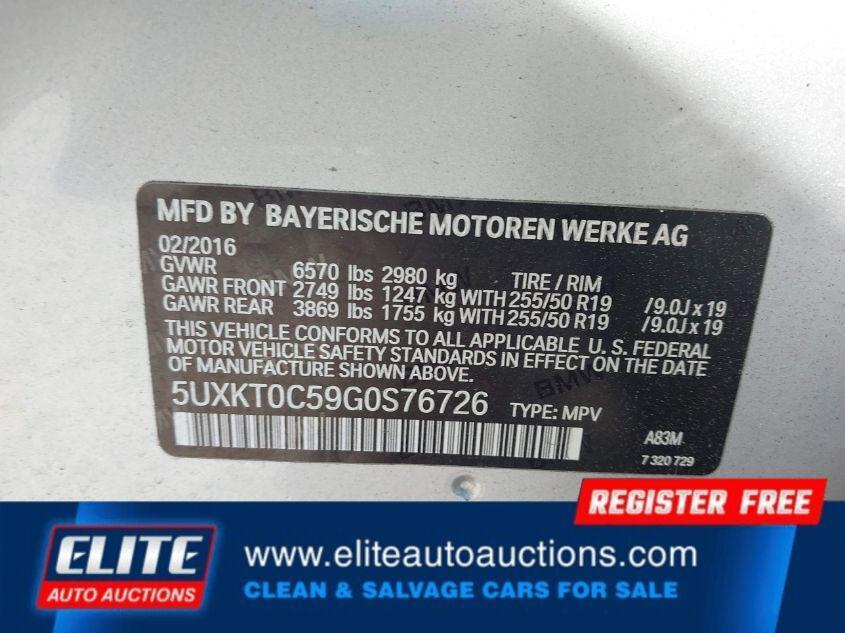 MFD BY BAYERISCHE MOTOREN WERKE AG
02/2016
GVWR 6570 lbs 2980 kg TIRE / RIM
GAWR FRONT 2749 lbs 1247 kg WITH 255/50 R19 /9.0J x 19
GAWR REAR 3869 lbs 1755 kg WITH 255/50 R19 /9.0J x 19
THIS VEHICLE CONFORMS TO ALL APPLICABLE U. S. FEDERAL
MOTOR VEHICLE SAFETY STANDARDS IN EFFECT ON THE DATE
OF MANUFACTURE SHOWN ABOVE.
5UXKT0C59G0S76726 TYPE: MPV
A83M
7 320 729
REGISTER FREE
ELITE
AUTO AUCTIONS
www.eliteautoauctions.com
CLEAN & SALVAGE CARS FOR SALE